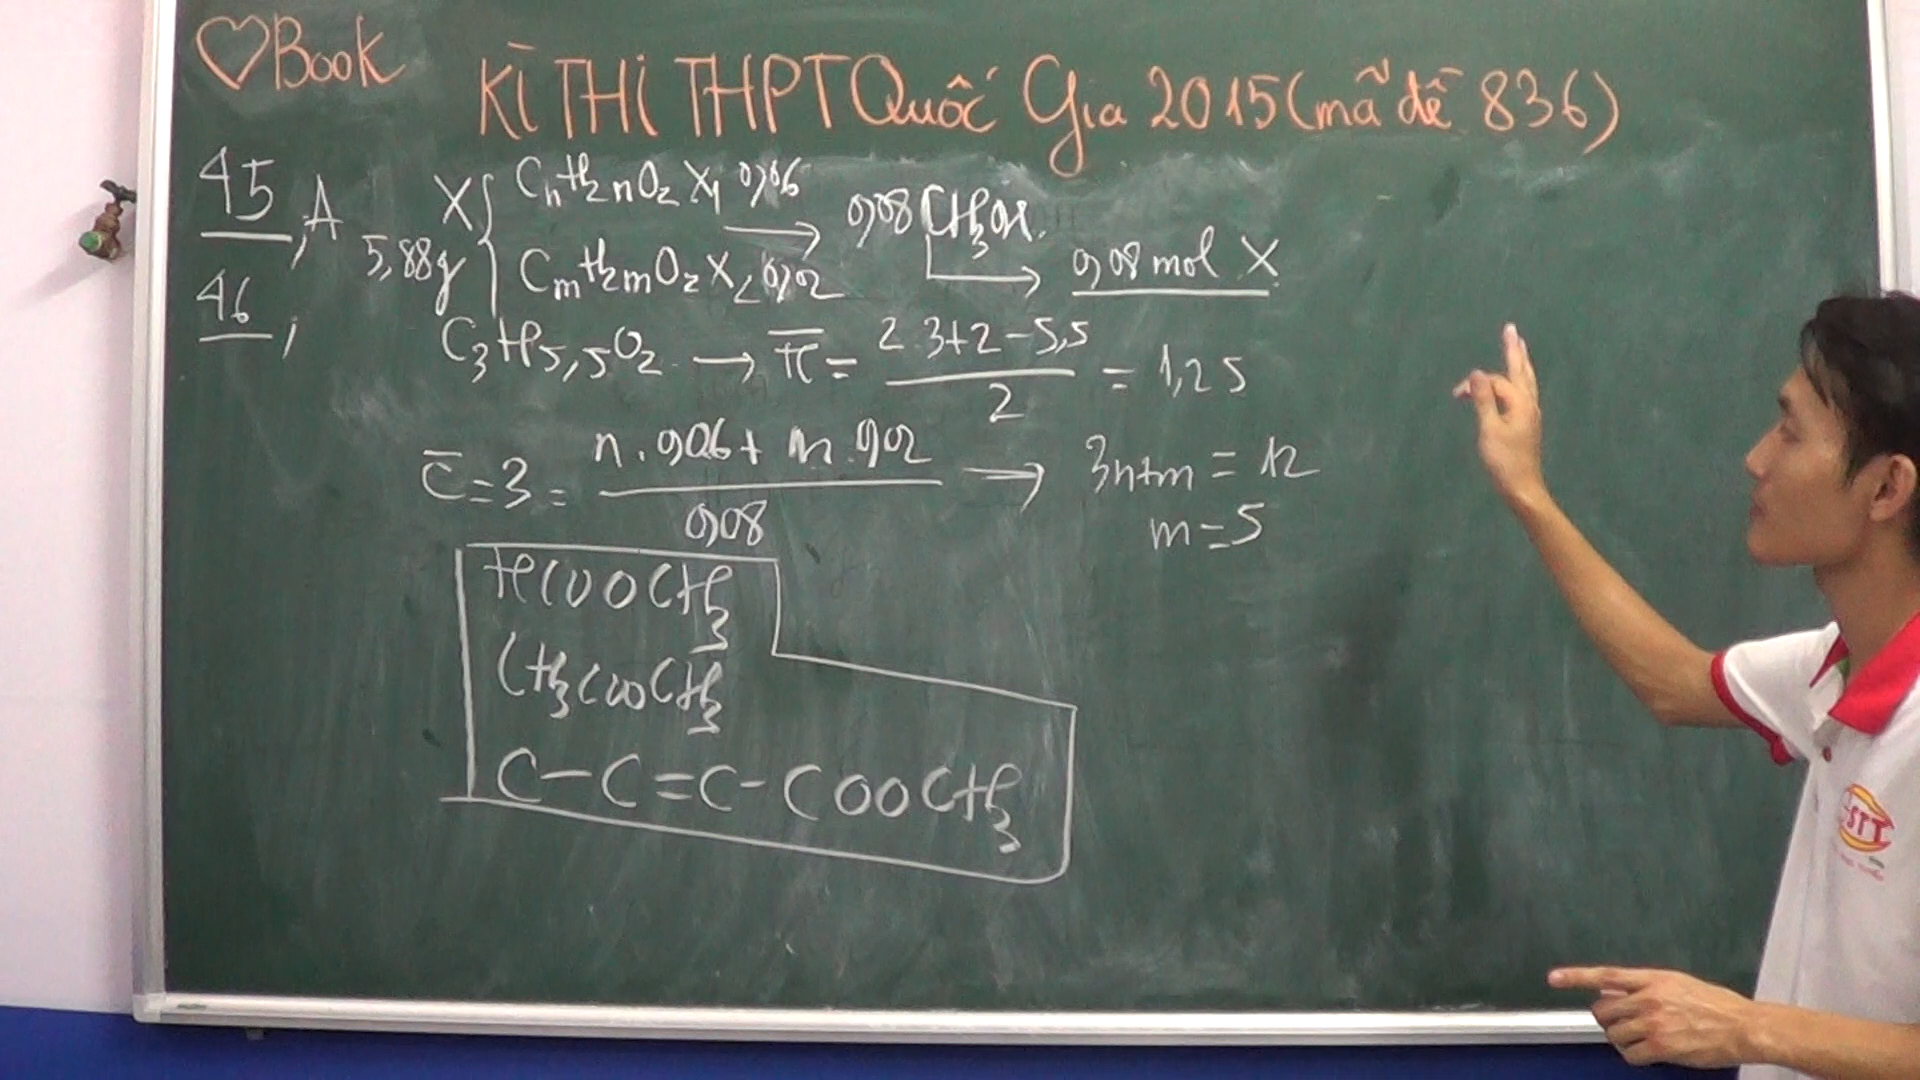 ♡Book
KÌ THI THPT Quốc Gia 2015 (mã đề 836)
45, A
X { CnH2nO2 X1 0,06 → 0,08 CH3OH.
5,88g
CmH2mO2 X2 0,02
↳ 0,08 mol X
46,
C3H5,5O2 → π̅ = (2.3+2-5,5)/2 = 1,25
C̅ = 3 = (n.0,06 + m.0,02)/0,08 → 3n+m = 12
m = 5
HCOOCH3
CH3COOCH3
C-C=C-COOCH3
STT